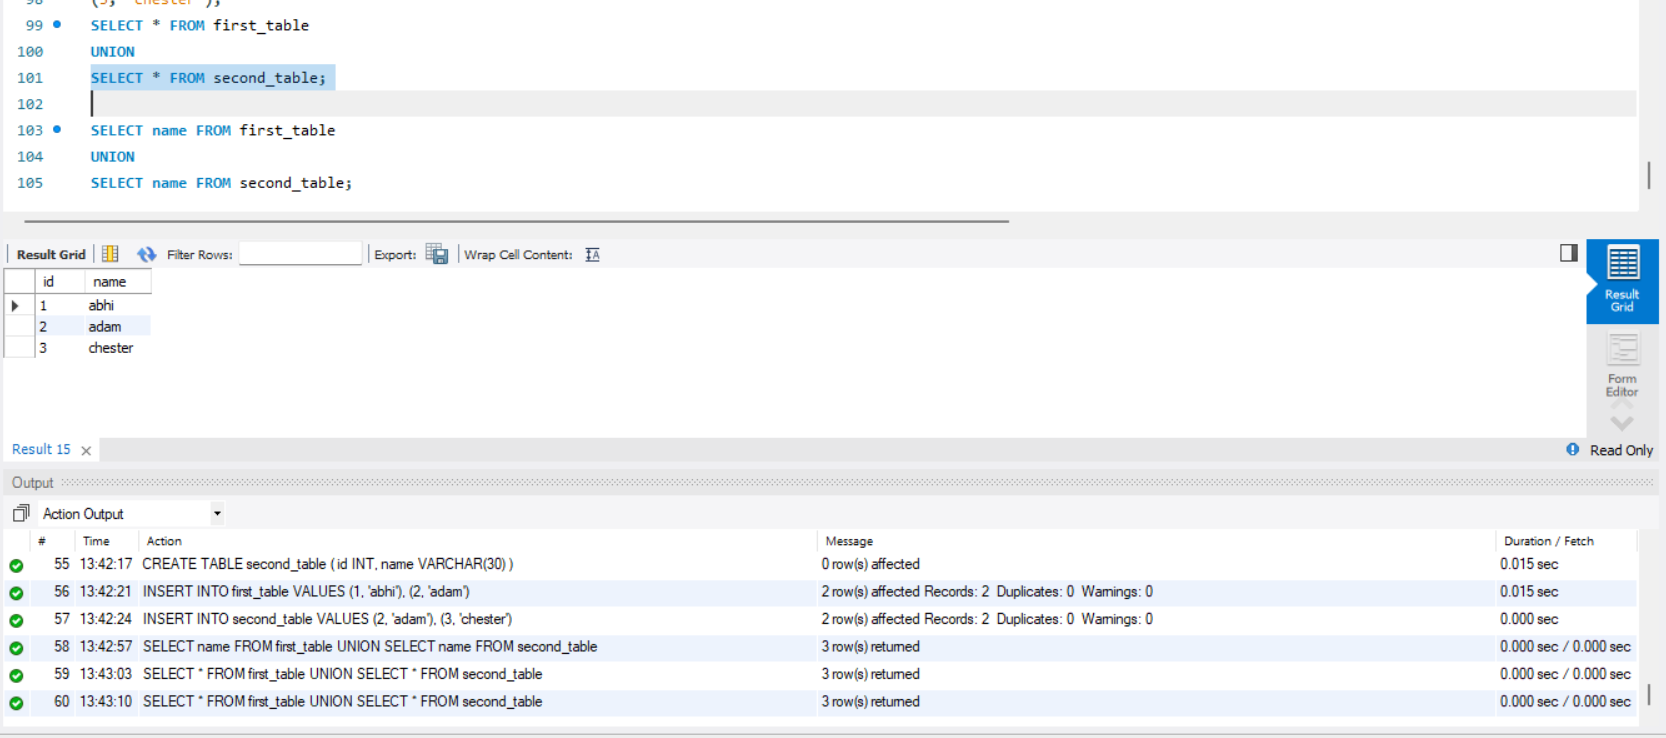 98 (3, 'chester');
99 SELECT * FROM first_table
100 UNION
101 SELECT * FROM second_table;
102
103 SELECT name FROM first_table
104 UNION
105 SELECT name FROM second_table;
Result Grid Filter Rows: Export: Wrap Cell Content: IA
id name
1 abhi
2 adam
3 chester
Result Grid
Form Editor
Result 15 Read Only
Output
Action Output
# Time Action Message Duration / Fetch
55 13:42:17 CREATE TABLE second_table ( id INT, name VARCHAR(30) ) 0 row(s) affected 0.015 sec
56 13:42:21 INSERT INTO first_table VALUES (1, 'abhi'), (2, 'adam') 2 row(s) affected Records: 2 Duplicates: 0 Warnings: 0 0.015 sec
57 13:42:24 INSERT INTO second_table VALUES (2, 'adam'), (3, 'chester') 2 row(s) affected Records: 2 Duplicates: 0 Warnings: 0 0.000 sec
58 13:42:57 SELECT name FROM first_table UNION SELECT name FROM second_table 3 row(s) returned 0.000 sec / 0.000 sec
59 13:43:03 SELECT * FROM first_table UNION SELECT * FROM second_table 3 row(s) returned 0.000 sec / 0.000 sec
60 13:43:10 SELECT * FROM first_table UNION SELECT * FROM second_table 3 row(s) returned 0.000 sec / 0.000 sec